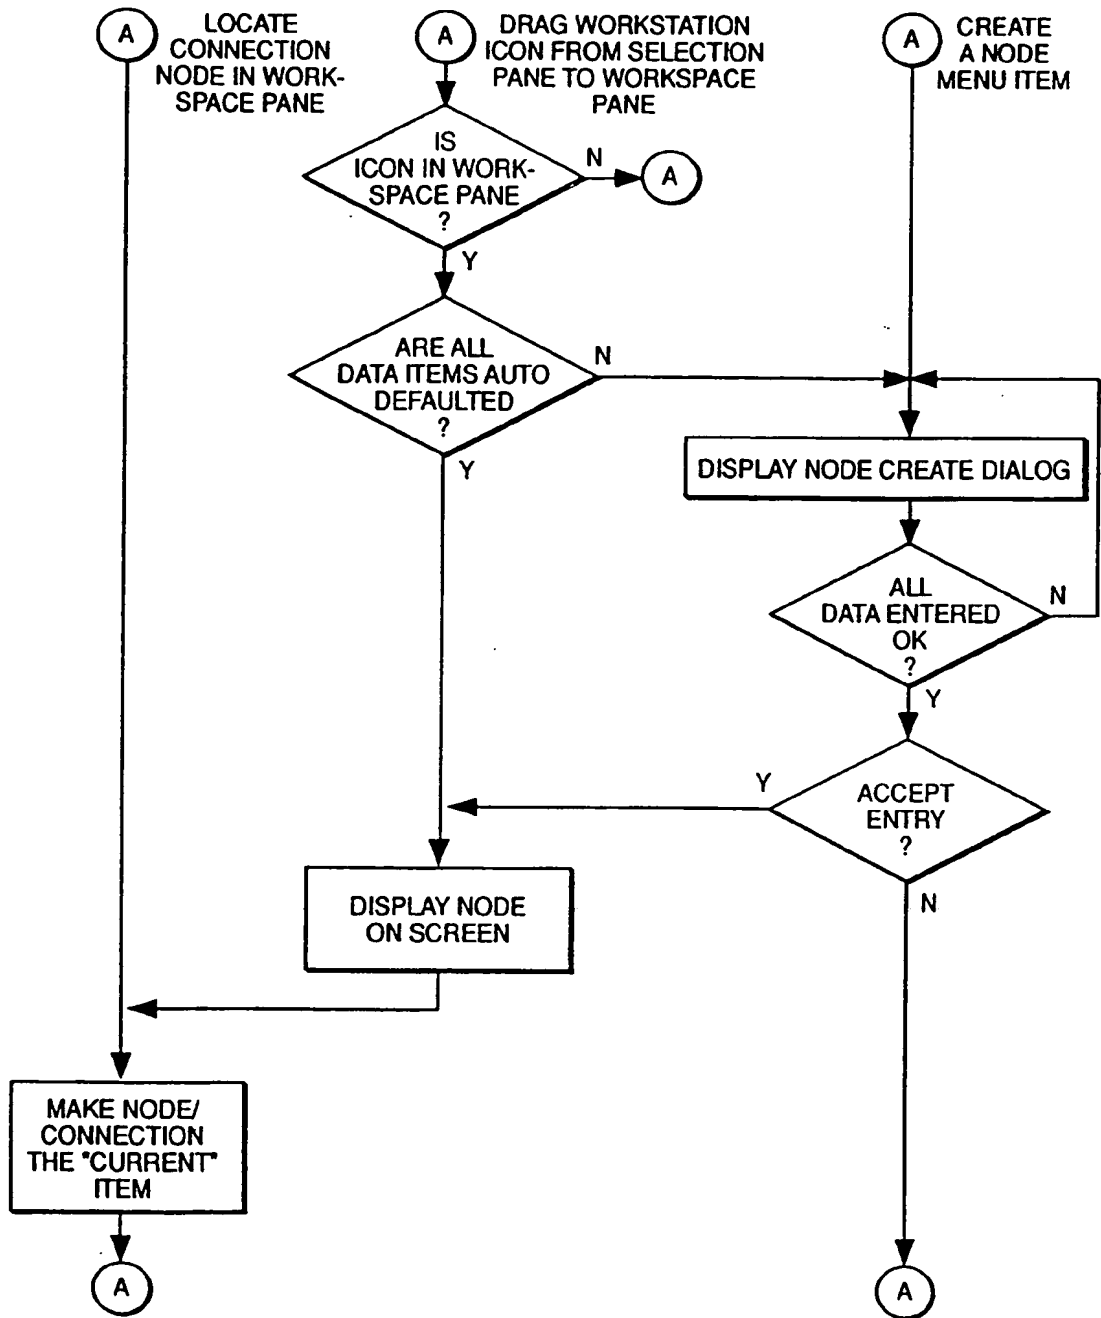 A
LOCATE
CONNECTION
NODE IN WORK-
SPACE PANE
A
DRAG WORKSTATION
ICON FROM SELECTION
PANE TO WORKSPACE
PANE
A
CREATE
A NODE
MENU ITEM
IS
ICON IN WORK-
SPACE PANE
?
N
A
Y
ARE ALL
DATA ITEMS AUTO
DEFAULTED
?
N
Y
DISPLAY NODE CREATE DIALOG
ALL
DATA ENTERED
OK
?
N
Y
ACCEPT
ENTRY
?
Y
N
DISPLAY NODE
ON SCREEN
MAKE NODE/
CONNECTION
THE "CURRENT"
ITEM
A
A